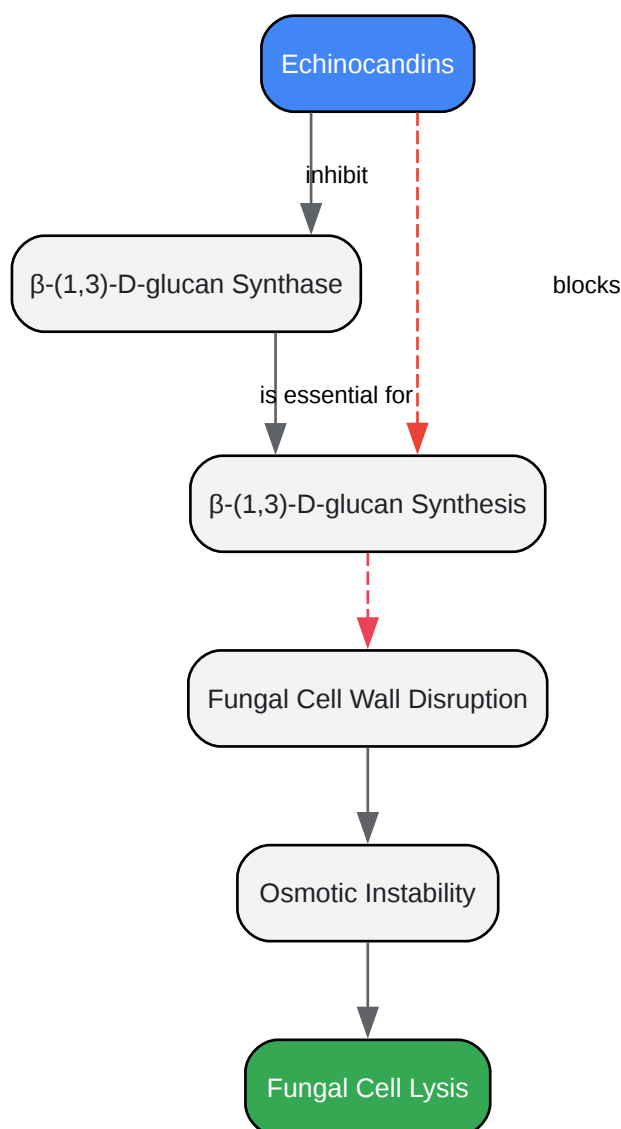 Echinocandins
inhibit
β-(1,3)-D-glucan Synthase
blocks
is essential for
β-(1,3)-D-glucan Synthesis
Fungal Cell Wall Disruption
Osmotic Instability
Fungal Cell Lysis